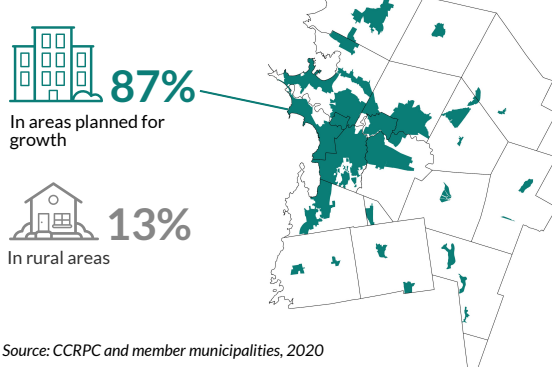 87%
In areas planned for
growth
13%
In rural areas
Source: CCRPC and member municipalities, 2020